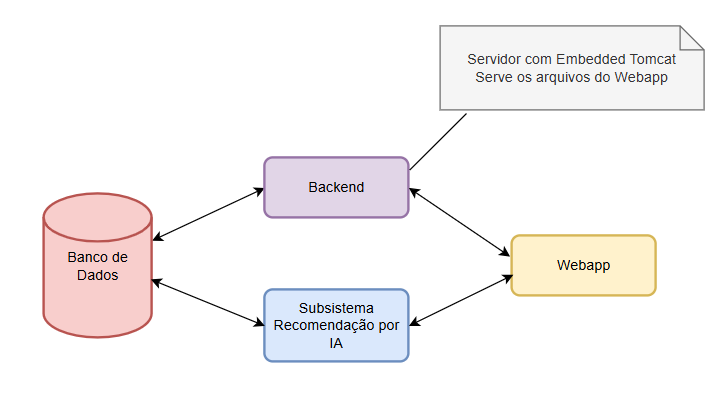 Servidor com Embedded Tomcat
Serve os arquivos do Webapp
Backend
Banco de
Dados
Webapp
Subsistema
Recomendação por
IA